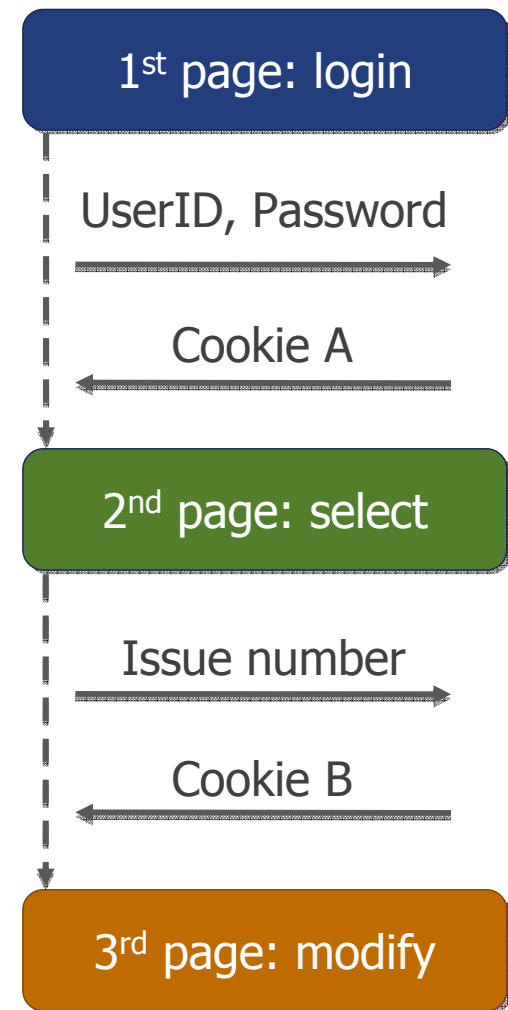 1st page: login
UserID, Password
Cookie A
2nd page: select
Issue number
Cookie B
3rd page: modify